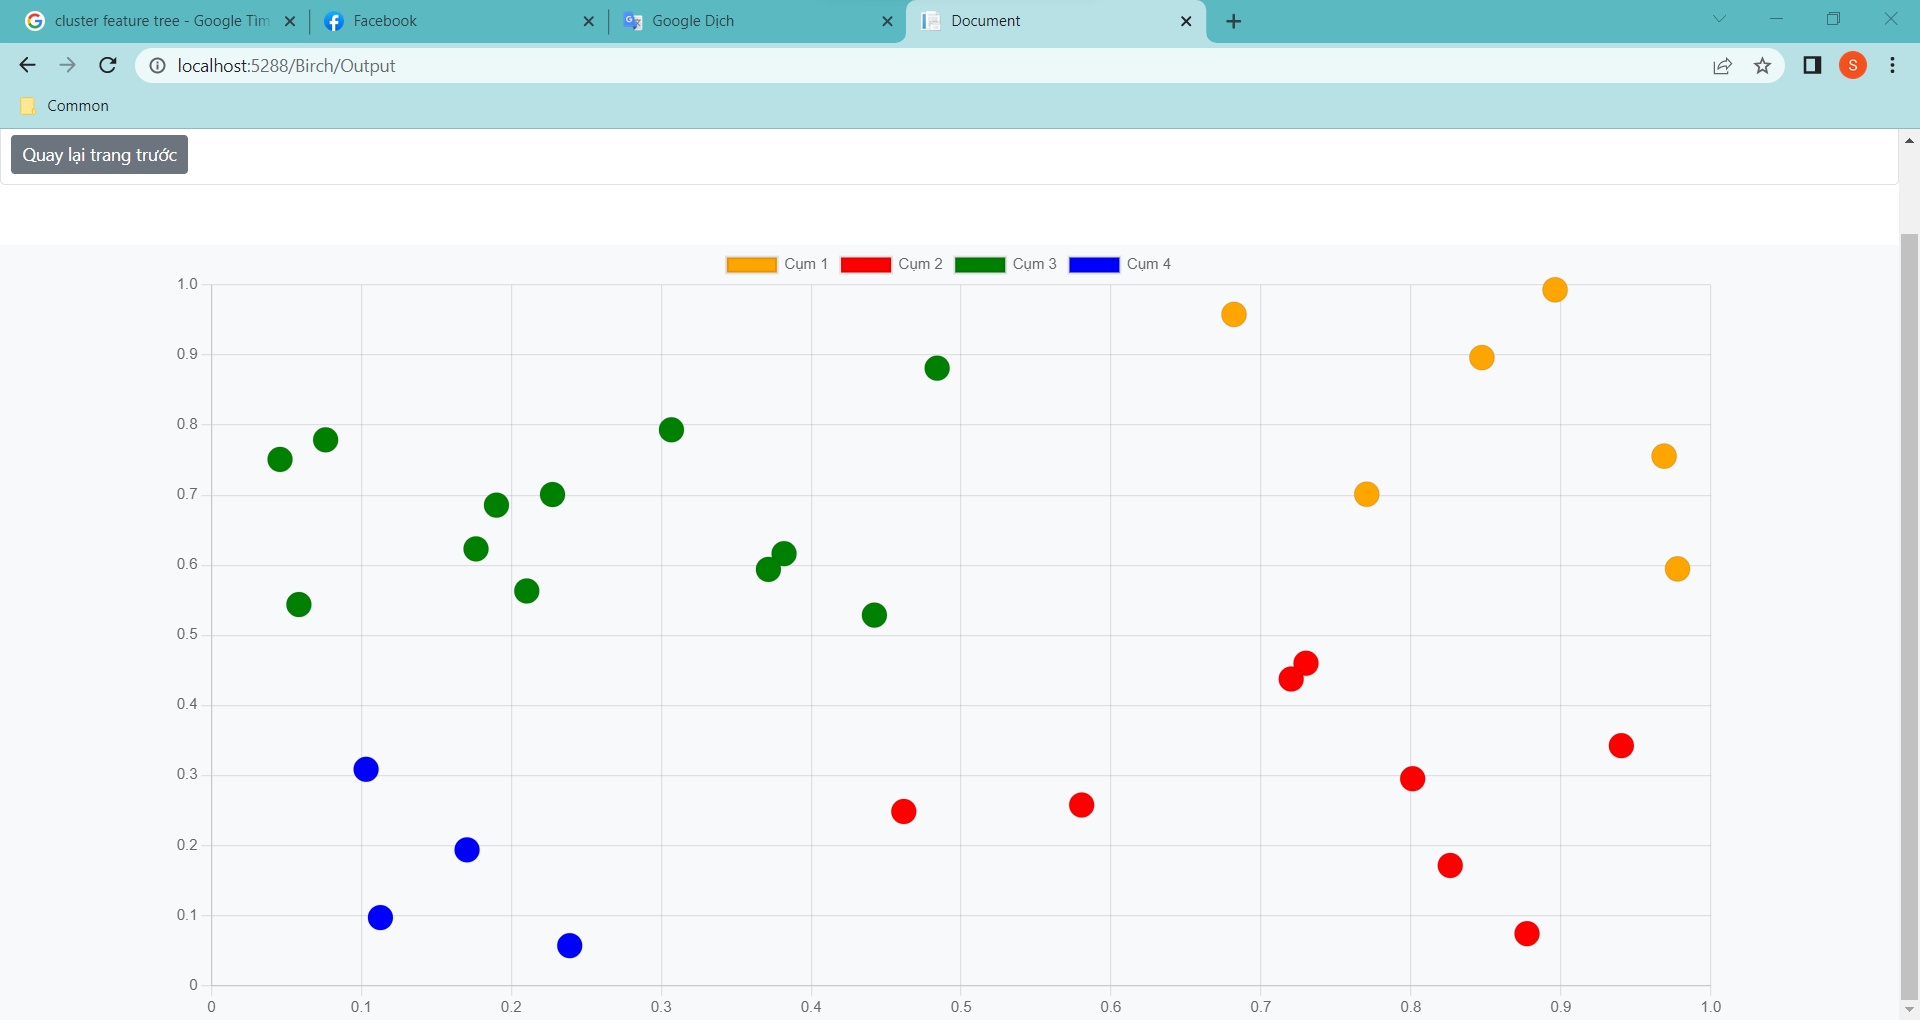 cluster feature tree - Google Tìm
Facebook
Google Dịch
Document
localhost:5288/Birch/Output
S
Common
Quay lại trang trước
Cụm 1 Cụm 2 Cụm 3 Cụm 4
1.0
0.9
0.8
0.7
0.6
0.5
0.4
0.3
0.2
0.1
0
0 0.1 0.2 0.3 0.4 0.5 0.6 0.7 0.8 0.9 1.0